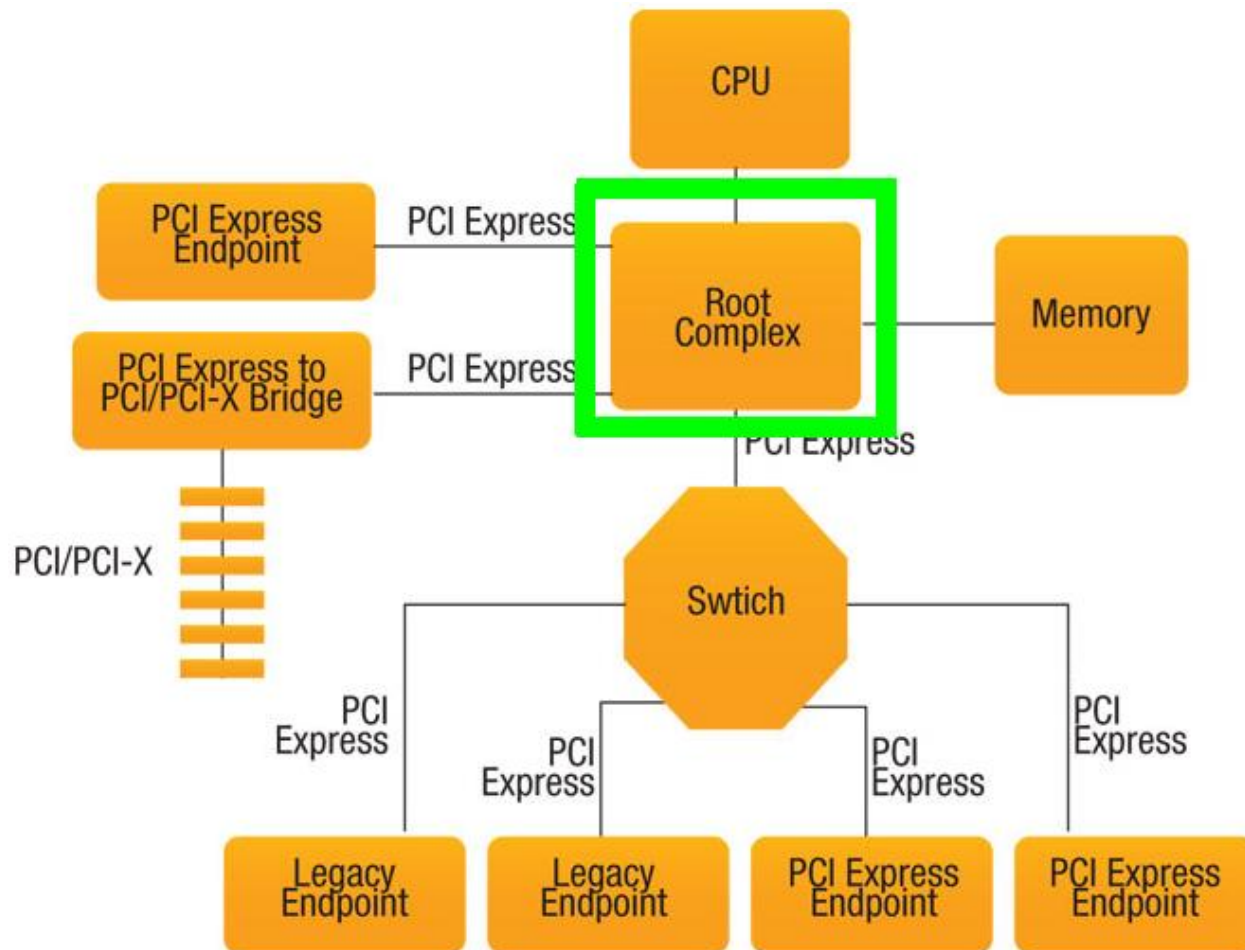 CPU
PCI Express
Endpoint
PCI Express
Root
Complex
Memory
PCI Express to
PCI/PCI-X Bridge
PCI Express
PCI Express
PCI/PCI-X
Swtich
PCI
Express
PCI
Express
PCI
Express
PCI
Express
Legacy
Endpoint
Legacy
Endpoint
PCI Express
Endpoint
PCI Express
Endpoint